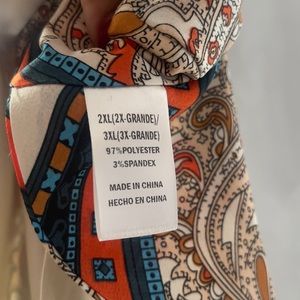 2XL(2X-GRANDE)/
3XL(3X-GRANDE)
97%POLYESTER
3%SPANDEX
MADE IN CHINA
HECHO EN CHINA